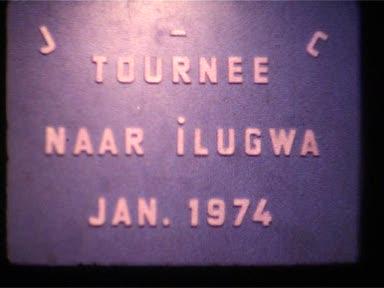 J - C
TOURNEE
NAAR iLUGWA
JAN. 1974